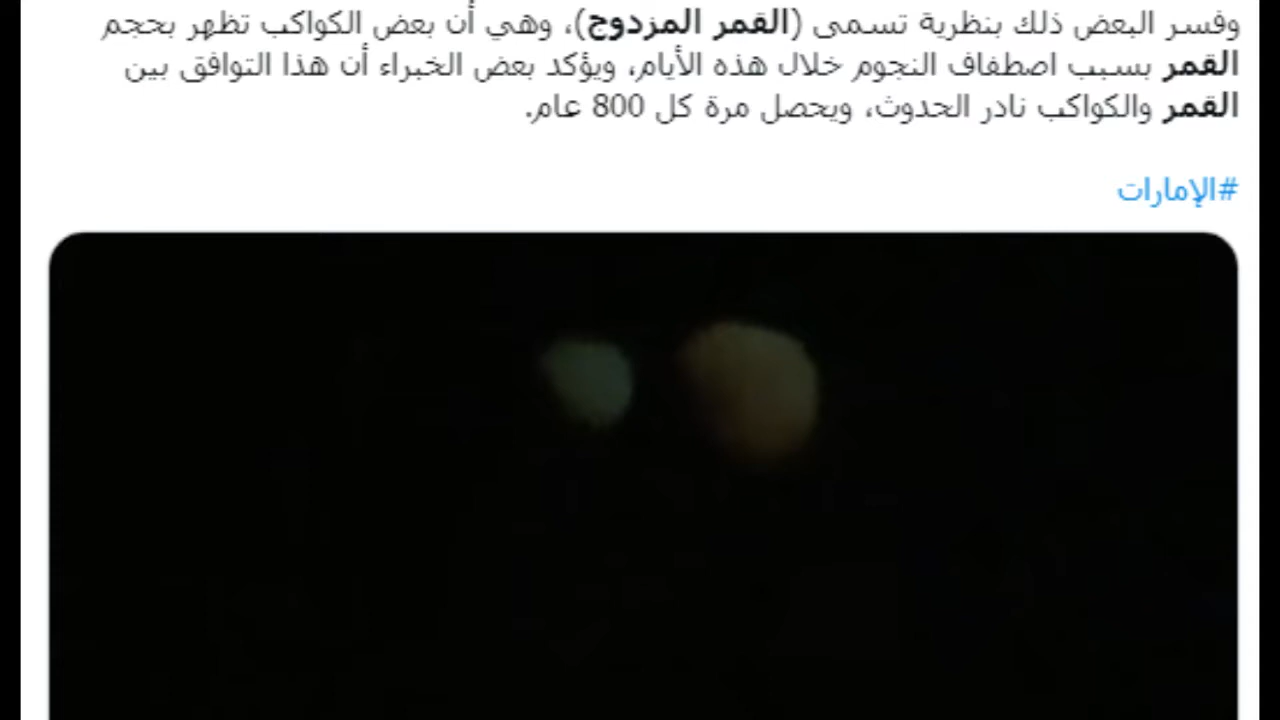 وفسر البعض ذلك بنظرية تسمى (القمر المزدوج)، وهي أن بعض الكواكب تظهر بحجم
القمر بسبب اصطفاف النجوم خلال هذه الأيام، ويؤكد بعض الخبراء أن هذا التوافق بين
القمر والكواكب نادر الحدوث، ويحصل مرة كل 800 عام.
#الإمارات